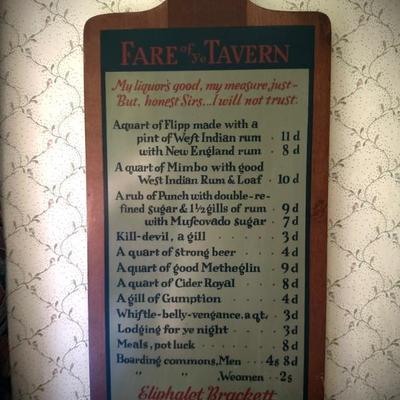 FARE of ye TAVERN
My liquor's good, my measure, just-
But, honest Sirs...I will not trust.
A quart of Flipp made with a
pint of Weft Indian rum · 11 d
with New England rum · 8 d
A quart of Mimbo with good
West Indian Rum & Loaf · 10 d
A rub of Punch with double-re-
fined sugar & 1½ gills of rum · 9 d
with Mufcovado sugar · 7 d
Kill-devil, a gill · · · · 3 d
A quart of strong beer · · 4 d
A quart of good Metheglin · 9 d
A quart of Cider Royal · · 8 d
A gill of Gumption · · · 4 d
Whiftle-belly-vengance. a qt. · 3 d
Lodging for ye night · · · 3 d
Meals, pot luck · · · · 8 d
Boarding commons, Men · · 4s 8 d
" " " Weomen · · 2s
Eliphalet Brackett